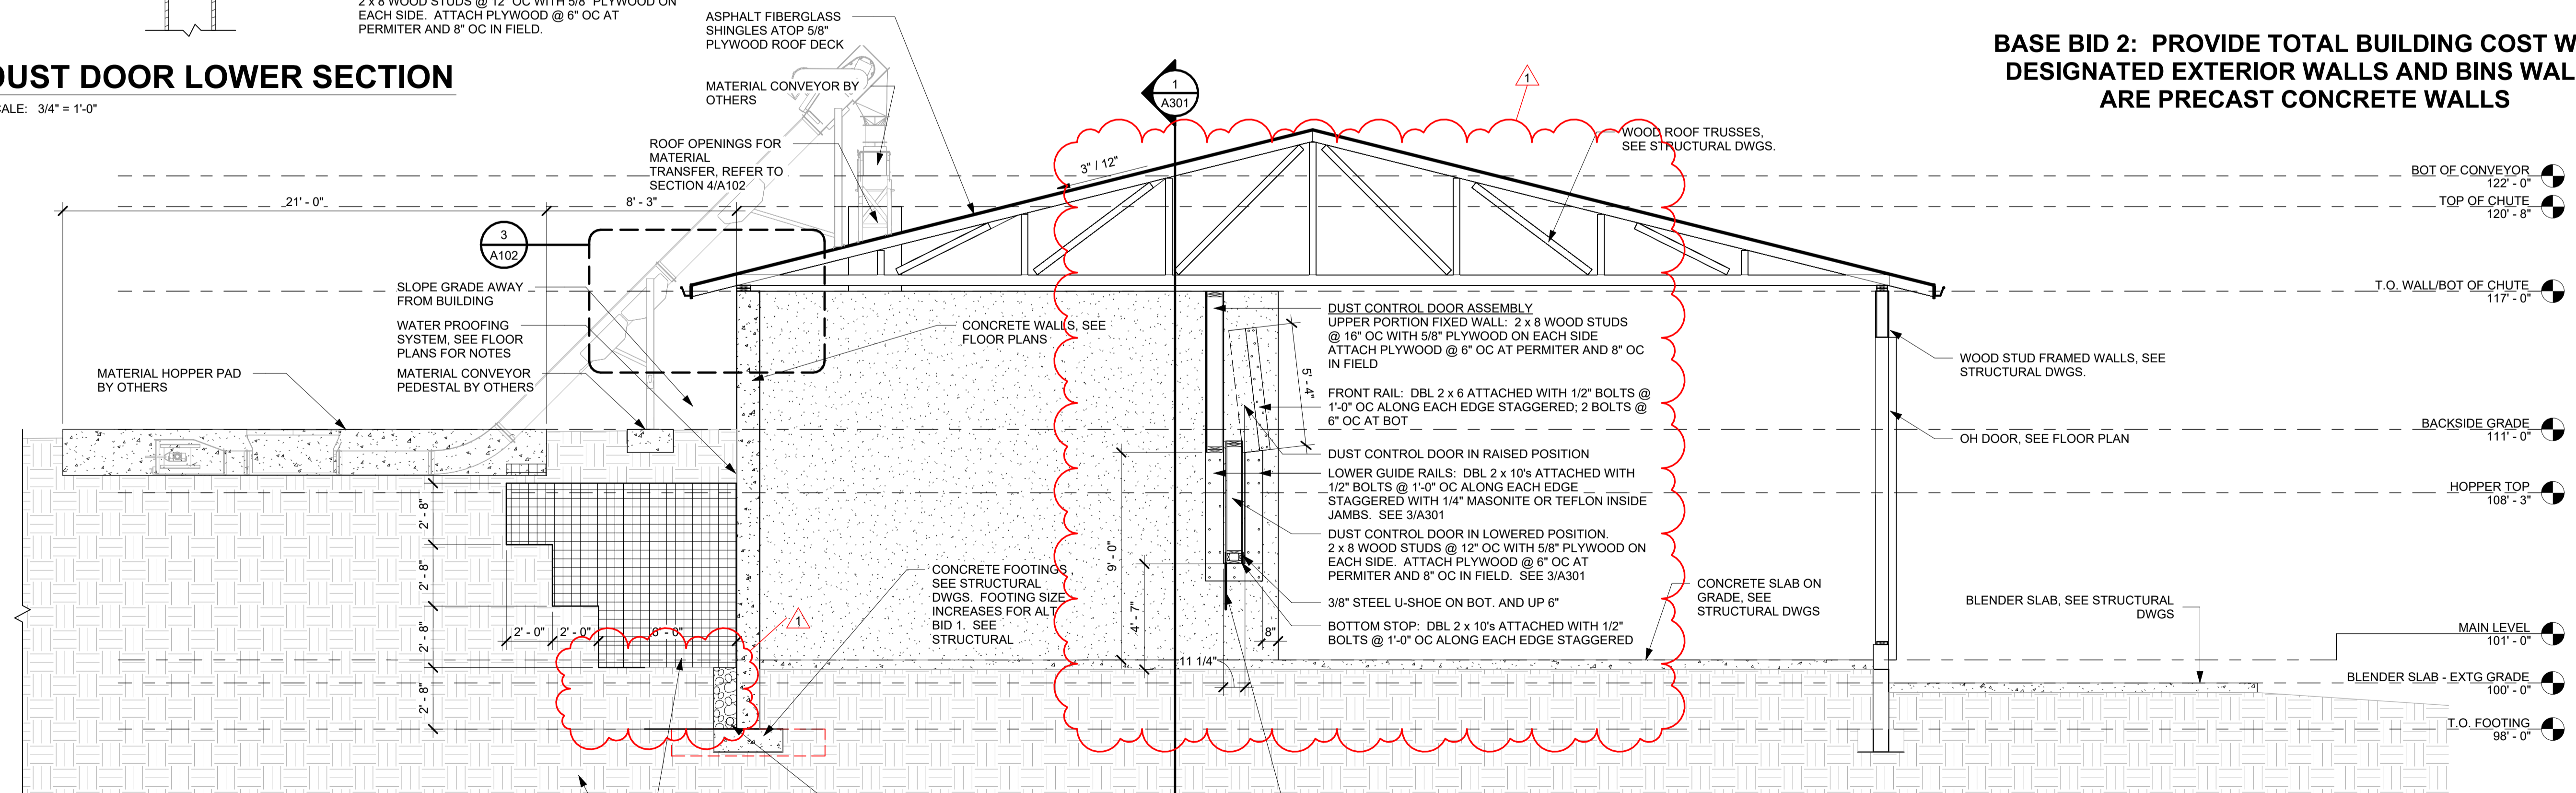 2 x 8 WOOD STUDS @ 12" OC WITH 5/8" PLYWOOD ON
EACH SIDE. ATTACH PLYWOOD @ 6" OC AT
PERMITER AND 8" OC IN FIELD.
DUST DOOR LOWER SECTION
CALE: 3/4" = 1'-0"
ASPHALT FIBERGLASS
SHINGLES ATOP 5/8"
PLYWOOD ROOF DECK
MATERIAL CONVEYOR BY
OTHERS
ROOF OPENINGS FOR
MATERIAL
TRANSFER, REFER TO
SECTION 4/A102
1
A301
1
BASE BID 2: PROVIDE TOTAL BUILDING COST W
DESIGNATED EXTERIOR WALLS AND BINS WAL
ARE PRECAST CONCRETE WALLS
WOOD ROOF TRUSSES,
SEE STRUCTURAL DWGS.
3" / 12"
BOT OF CONVEYOR
122' - 0"
TOP OF CHUTE
120' - 8"
T.O. WALL/BOT OF CHUTE
117' - 0"
BACKSIDE GRADE
111' - 0"
HOPPER TOP
108' - 3"
MAIN LEVEL
101' - 0"
BLENDER SLAB - EXTG GRADE
100' - 0"
T.O. FOOTING
98' - 0"
21' - 0"
8' - 3"
3
A102
SLOPE GRADE AWAY
FROM BUILDING
WATER PROOFING
SYSTEM, SEE FLOOR
PLANS FOR NOTES
MATERIAL CONVEYOR
PEDESTAL BY OTHERS
MATERIAL HOPPER PAD
BY OTHERS
CONCRETE WALLS, SEE
FLOOR PLANS
DUST CONTROL DOOR ASSEMBLY
UPPER PORTION FIXED WALL: 2 x 8 WOOD STUDS
@ 16" OC WITH 5/8" PLYWOOD ON EACH SIDE
ATTACH PLYWOOD @ 6" OC AT PERMITER AND 8" OC
IN FIELD
FRONT RAIL: DBL 2 x 6 ATTACHED WITH 1/2" BOLTS @
1'-0" OC ALONG EACH EDGE STAGGERED; 2 BOLTS @
6" OC AT BOT
DUST CONTROL DOOR IN RAISED POSITION
LOWER GUIDE RAILS: DBL 2 x 10's ATTACHED WITH
1/2" BOLTS @ 1'-0" OC ALONG EACH EDGE
STAGGERED WITH 1/4" MASONITE OR TEFLON INSIDE
JAMBS. SEE 3/A301
DUST CONTROL DOOR IN LOWERED POSITION.
2 x 8 WOOD STUDS @ 12" OC WITH 5/8" PLYWOOD ON
EACH SIDE. ATTACH PLYWOOD @ 6" OC AT
PERMITER AND 8" OC IN FIELD. SEE 3/A301
3/8" STEEL U-SHOE ON BOT. AND UP 6"
BOTTOM STOP: DBL 2 x 10's ATTACHED WITH 1/2"
BOLTS @ 1'-0" OC ALONG EACH EDGE STAGGERED
5' - 4"
9' - 0"
4' - 7"
8"
11 1/4"
WOOD STUD FRAMED WALLS, SEE
STRUCTURAL DWGS.
OH DOOR, SEE FLOOR PLAN
CONCRETE SLAB ON
GRADE, SEE
STRUCTURAL DWGS
BLENDER SLAB, SEE STRUCTURAL
DWGS
CONCRETE FOOTINGS,
SEE STRUCTURAL
DWGS. FOOTING SIZE
INCREASES FOR ALT
BID 1. SEE
STRUCTURAL
1
2' - 8"
2' - 8"
2' - 8"
2' - 8"
2' - 0"
2' - 0"
6' - 0"